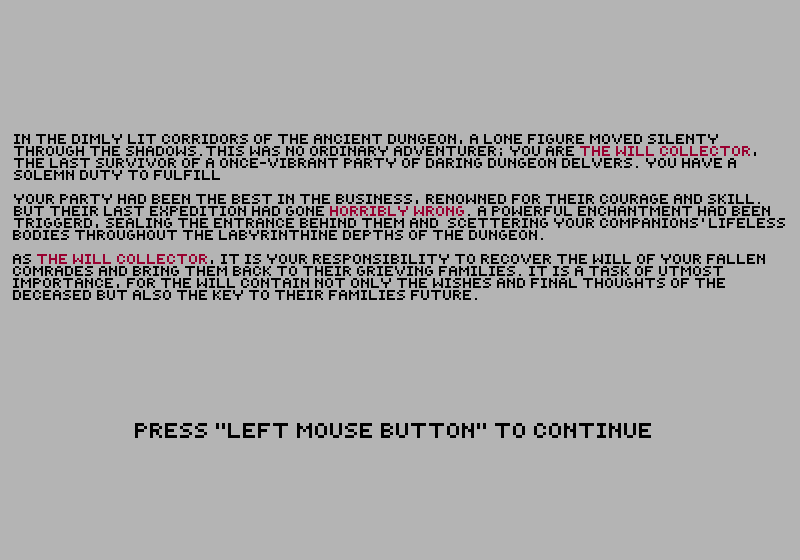 IN THE DIMLY LIT CORRIDORS OF THE ANCIENT DUNGEON, A LONE FIGURE MOVED SILENTY
THROUGH THE SHADOWS. THIS WAS NO ORDINARY ADVENTURER; YOU ARE THE WILL COLLECTOR,
THE LAST SURVIVOR OF A ONCE-VIBRANT PARTY OF DARING DUNGEON DELVERS. YOU HAVE A
SOLEMN DUTY TO FULFILL
YOUR PARTY HAD BEEN THE BEST IN THE BUSINESS, RENOWNED FOR THEIR COURAGE AND SKILL.
BUT THEIR LAST EXPEDITION HAD GONE HORRIBLY WRONG. A POWERFUL ENCHANTMENT HAD BEEN
TRIGGERD, SEALING THE ENTRANCE BEHIND THEM AND SCETTERING YOUR COMPANIONS' LIFELESS
BODIES THROUGHOUT THE LABYRINTHINE DEPTHS OF THE DUNGEON.
AS THE WILL COLLECTOR, IT IS YOUR RESPONSIBILITY TO RECOVER THE WILL OF YOUR FALLEN
COMRADES AND BRING THEM BACK TO THEIR GRIEVING FAMILIES. IT IS A TASK OF UTMOST
IMPORTANCE, FOR THE WILL CONTAIN NOT ONLY THE WISHES AND FINAL THOUGHTS OF THE
DECEASED BUT ALSO THE KEY TO THEIR FAMILIES FUTURE.
PRESS "LEFT MOUSE BUTTON" TO CONTINUE